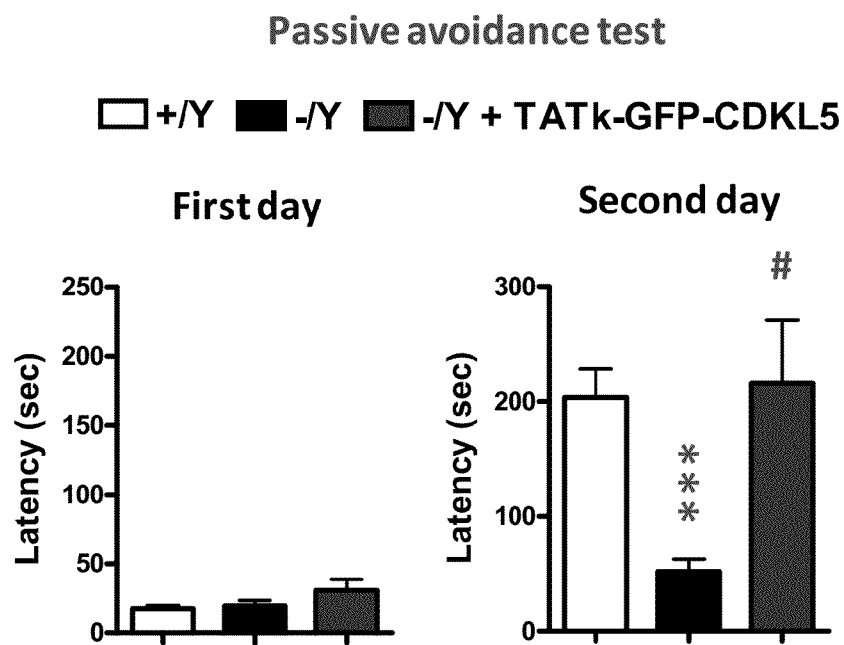 Passive avoidance test
+/Y -/Y -/Y + TATk-GFP-CDKL5
First day
Latency (sec)
250
200
150
100
50
0
Second day
#
Latency (sec)
300
200
100
0
***